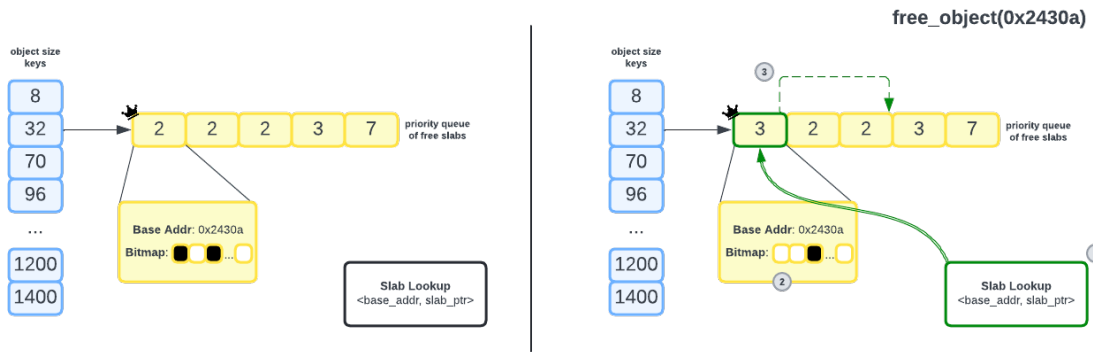 free_object(0x2430a)
object size
keys
8
32
70
96
...
1200
1400
2 2 2 3 7
priority queue
of free slabs
Base Addr: 0x2430a
Bitmap: ...
Slab Lookup
<base_addr, slab_ptr>
object size
keys
8
32
70
96
...
1200
1400
3
3 2 2 3 7
priority queue
of free slabs
Base Addr: 0x2430a
Bitmap: ...
2
Slab Lookup
<base_addr, slab_ptr>